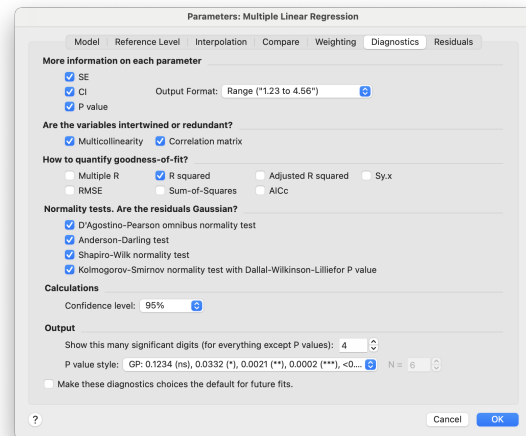 Parameters: Multiple Linear Regression
Model Reference Level Interpolation Compare Weighting Diagnostics Residuals
More information on each parameter
SE
CI Output Format: Range ("1.23 to 4.56")
P value
Are the variables intertwined or redundant?
Multicollinearity Correlation matrix
How to quantify goodness-of-fit?
Multiple R R squared Adjusted R squared Sy.x
RMSE Sum-of-Squares AICc
Normality tests. Are the residuals Gaussian?
D'Agostino-Pearson omnibus normality test
Anderson-Darling test
Shapiro-Wilk normality test
Kolmogorov-Smirnov normality test with Dallal-Wilkinson-Lilliefor P value
Calculations
Confidence level: 95%
Output
Show this many significant digits (for everything except P values): 4
P value style: GP: 0.1234 (ns), 0.0332 (*), 0.0021 (**), 0.0002 (***), <0.... N = 6
Make these diagnostics choices the default for future fits.
? Cancel OK